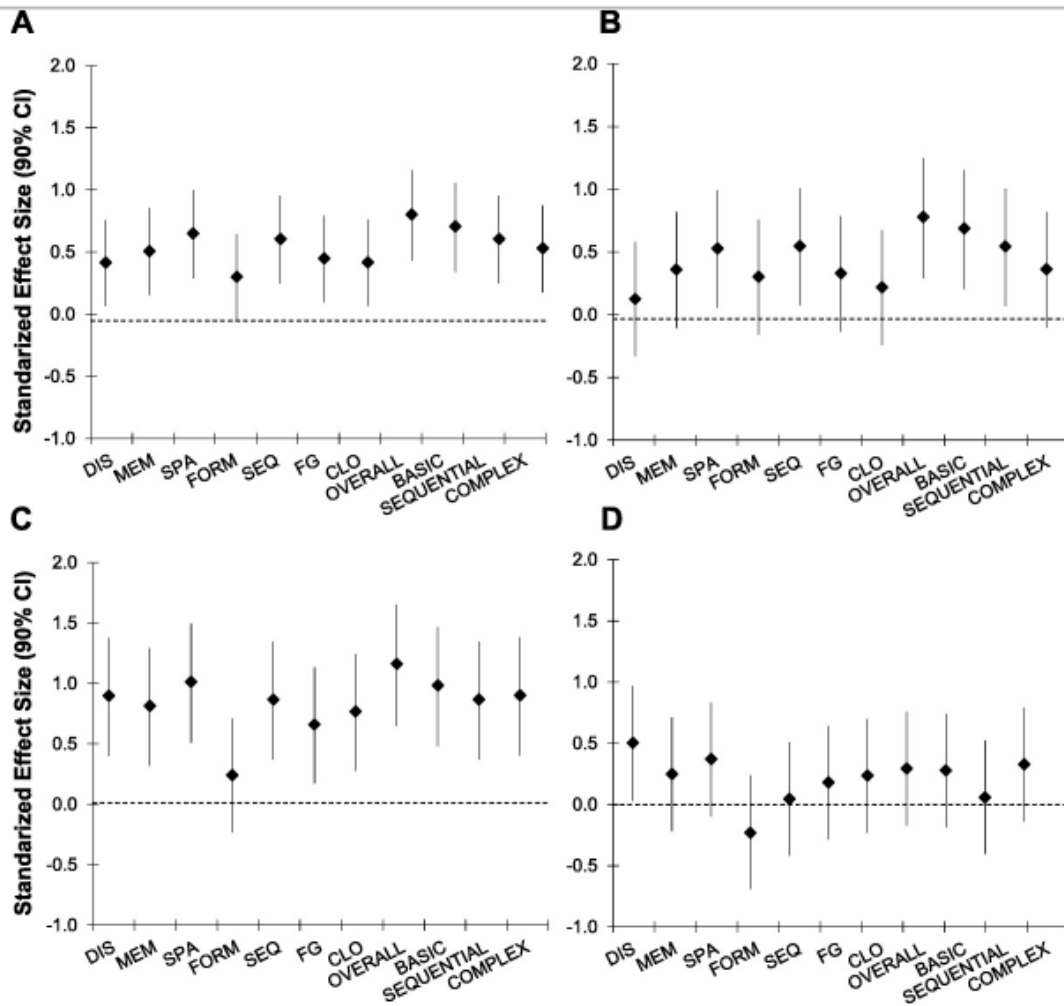 A
Standarized Effect Size (90% CI)
2.0
1.5
1.0
0.5
0.0
-0.5
-1.0
DIS MEM SPA FORM SEQ FG CLO OVERALL BASIC SEQUENTIAL COMPLEX
B
2.0
1.5
1.0
0.5
0.0
-0.5
-1.0
DIS MEM SPA FORM SEQ FG CLO OVERALL BASIC SEQUENTIAL COMPLEX
C
Standarized Effect Size (90% CI)
2.0
1.5
1.0
0.5
0.0
-0.5
-1.0
DIS MEM SPA FORM SEQ FG CLO OVERALL BASIC SEQUENTIAL COMPLEX
D
2.0
1.5
1.0
0.5
0.0
-0.5
-1.0
DIS MEM SPA FORM SEQ FG CLO OVERALL BASIC SEQUENTIAL COMPLEX